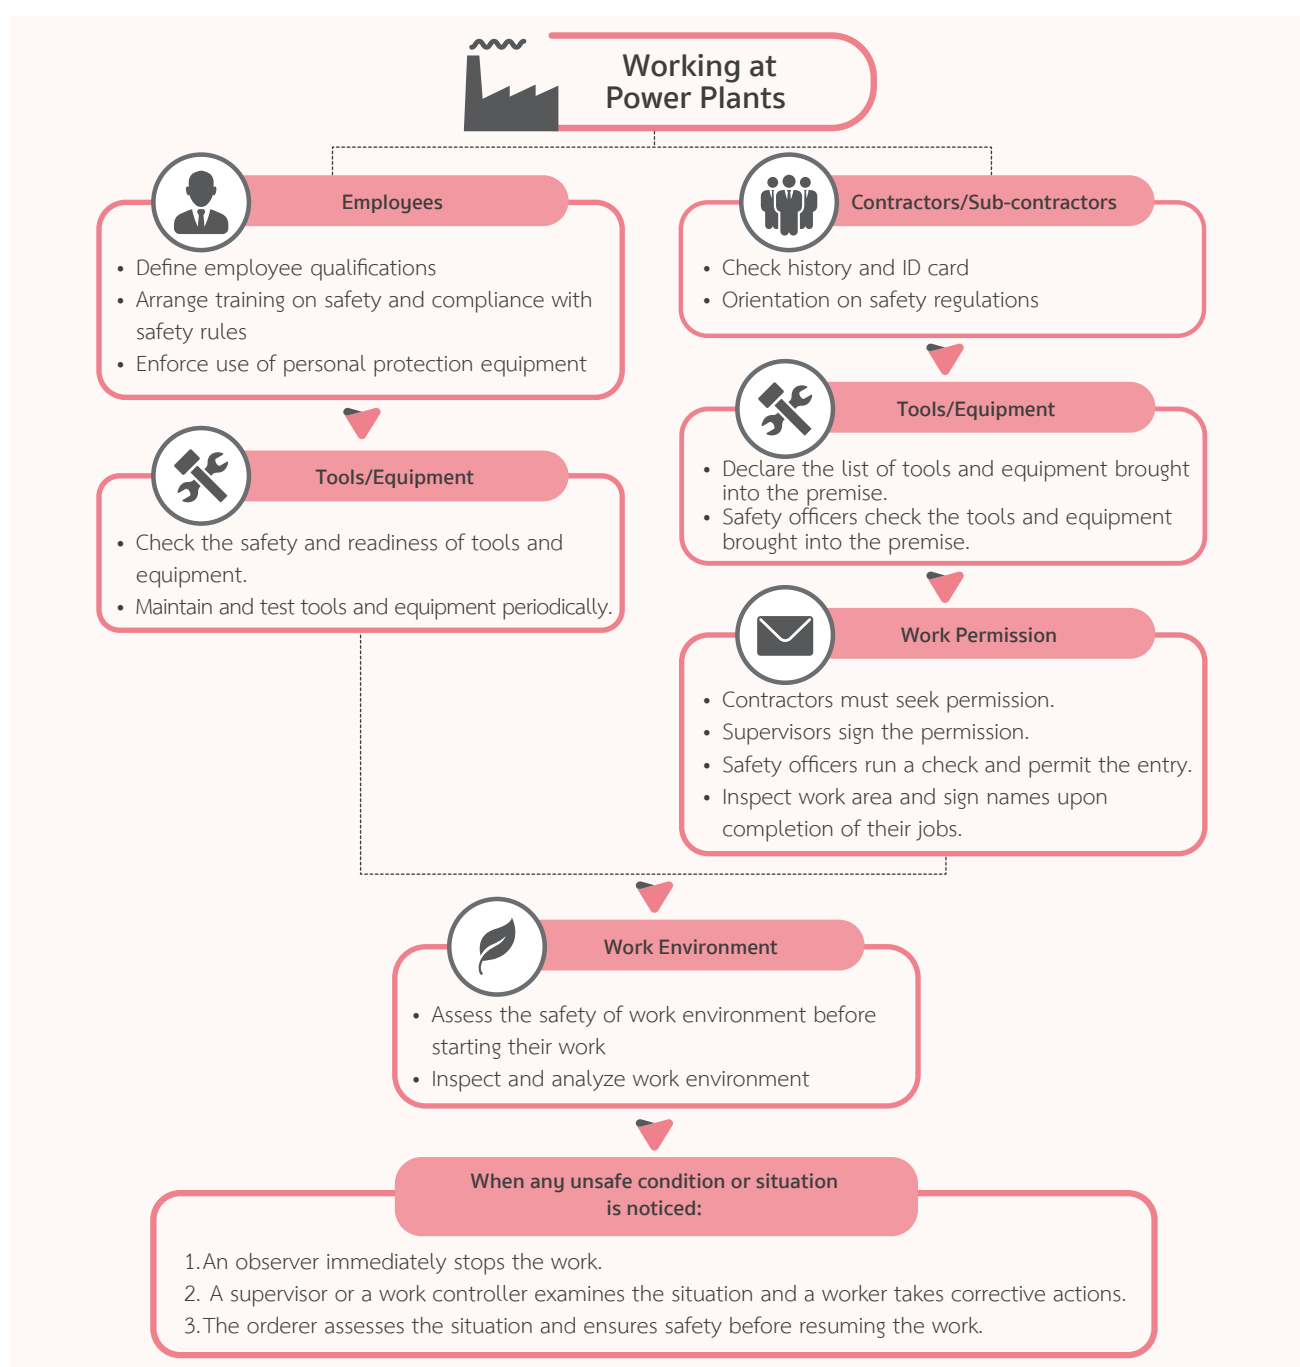 Working at
Power Plants
Employees
• Define employee qualifications
• Arrange training on safety and compliance with
safety rules
• Enforce use of personal protection equipment
Tools/Equipment
• Check the safety and readiness of tools and
equipment.
• Maintain and test tools and equipment periodically.
Contractors/Sub-contractors
• Check history and ID card
• Orientation on safety regulations
Tools/Equipment
• Declare the list of tools and equipment brought
into the premise.
• Safety officers check the tools and equipment
brought into the premise.
Work Permission
• Contractors must seek permission.
• Supervisors sign the permission.
• Safety officers run a check and permit the entry.
• Inspect work area and sign names upon
completion of their jobs.
Work Environment
• Assess the safety of work environment before
starting their work
• Inspect and analyze work environment
When any unsafe condition or situation
is noticed:
1.An observer immediately stops the work.
2. A supervisor or a work controller examines the situation and a worker takes corrective actions.
3.The orderer assesses the situation and ensures safety before resuming the work.